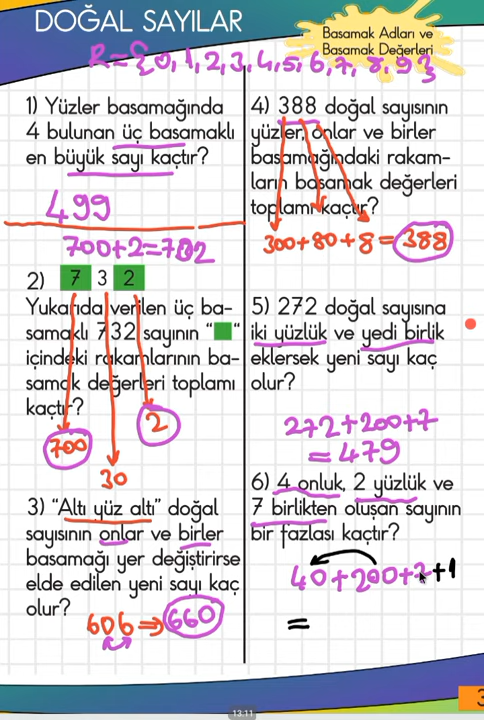 DOĞAL SAYILAR
Basamak Adları ve
Basamak Değerleri
R={0,1,2,3,4,5,6,7,8,9}
1) Yüzler basamağında
4 bulunan üç basamaklı
en büyük sayı kaçtır?
499
700+2=702
2) 7 3 2
Yukarıda verilen üç ba-
samaklı 732 sayının “ ”
içindeki rakamlarının ba-
samak değerleri toplamı
kaçtır?
700
2
30
3) “Altı yüz altı” doğal
sayısının onlar ve birler
basamağı yer değiştirirse
elde edilen yeni sayı kaç
olur?
606⇒660
4) 388 doğal sayısının
yüzler, onlar ve birler
basamağındaki rakam-
ların basamak değerleri
toplamı kaçtır?
300+80+8=388
5) 272 doğal sayısına
iki yüzlük ve yedi birlik
eklersek yeni sayı kaç
olur?
272+200+7
=479
6) 4 onluk, 2 yüzlük ve
7 birlikten oluşan sayının
bir fazlası kaçtır?
40+200+7+1
=
3
13:11